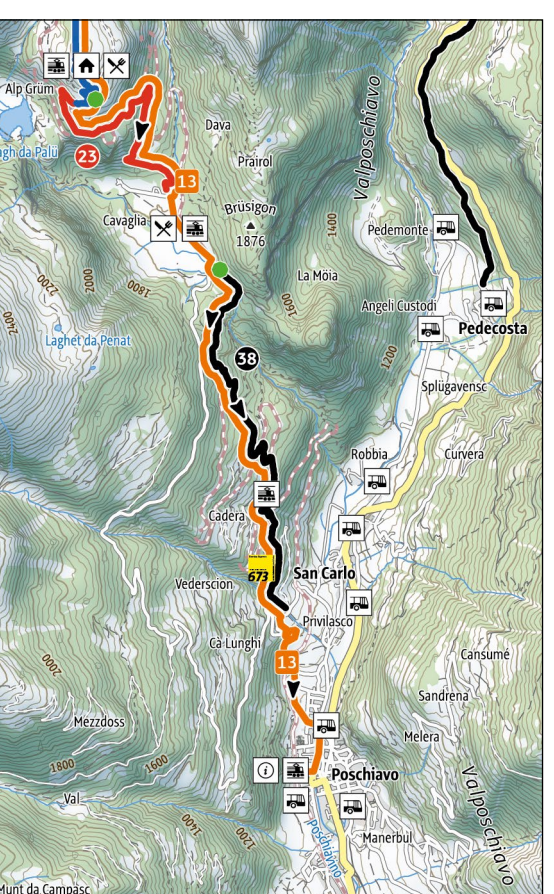 Alp Grüm
Valposchiavo
Dava
agh da Palü
23
Prairol
13
Brüsigon
Cavaglia
1876
1400
Pedemonte
La Möia
2200
2000
1800
1600
2400
Angeli Custodi
Pedecosta
Laghet da Penat
38
1200
Splügavensc
Robbia
Curvera
Cadera
673
San Carlo
Vederscion
Privilasco
Cà Lunghi
Cansumé
2000
13
Sandrena
Mezzdoss
Melera
1800
1600
i
Poschiavo
Valposchiavo
Val
1400
1200
Poschiavino
Manerbul
Munt da Campasc